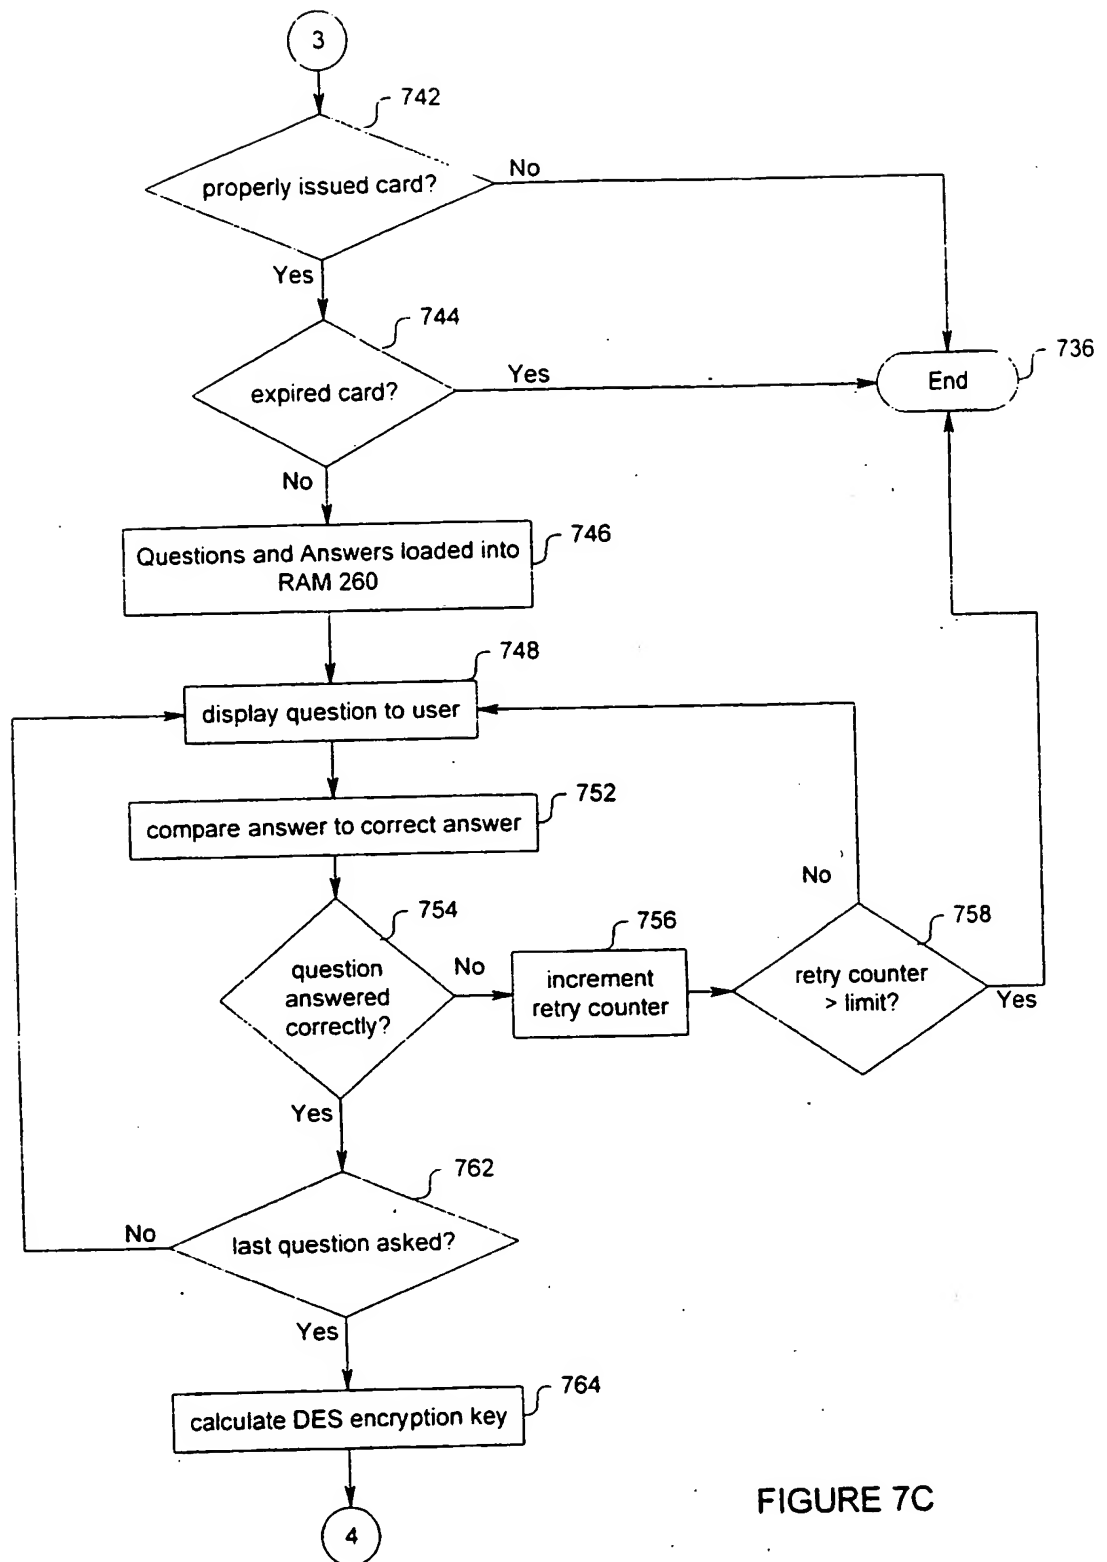 3
742
No
properly issued card?
Yes
744
736
Yes
End
expired card?
No
746
Questions and Answers loaded into
RAM 260
748
display question to user
752
compare answer to correct answer
No
754
756
758
question
answered
correctly?
No
increment
retry counter
retry counter
> limit?
Yes
Yes
762
No
last question asked?
Yes
764
calculate DES encryption key
4
FIGURE 7C